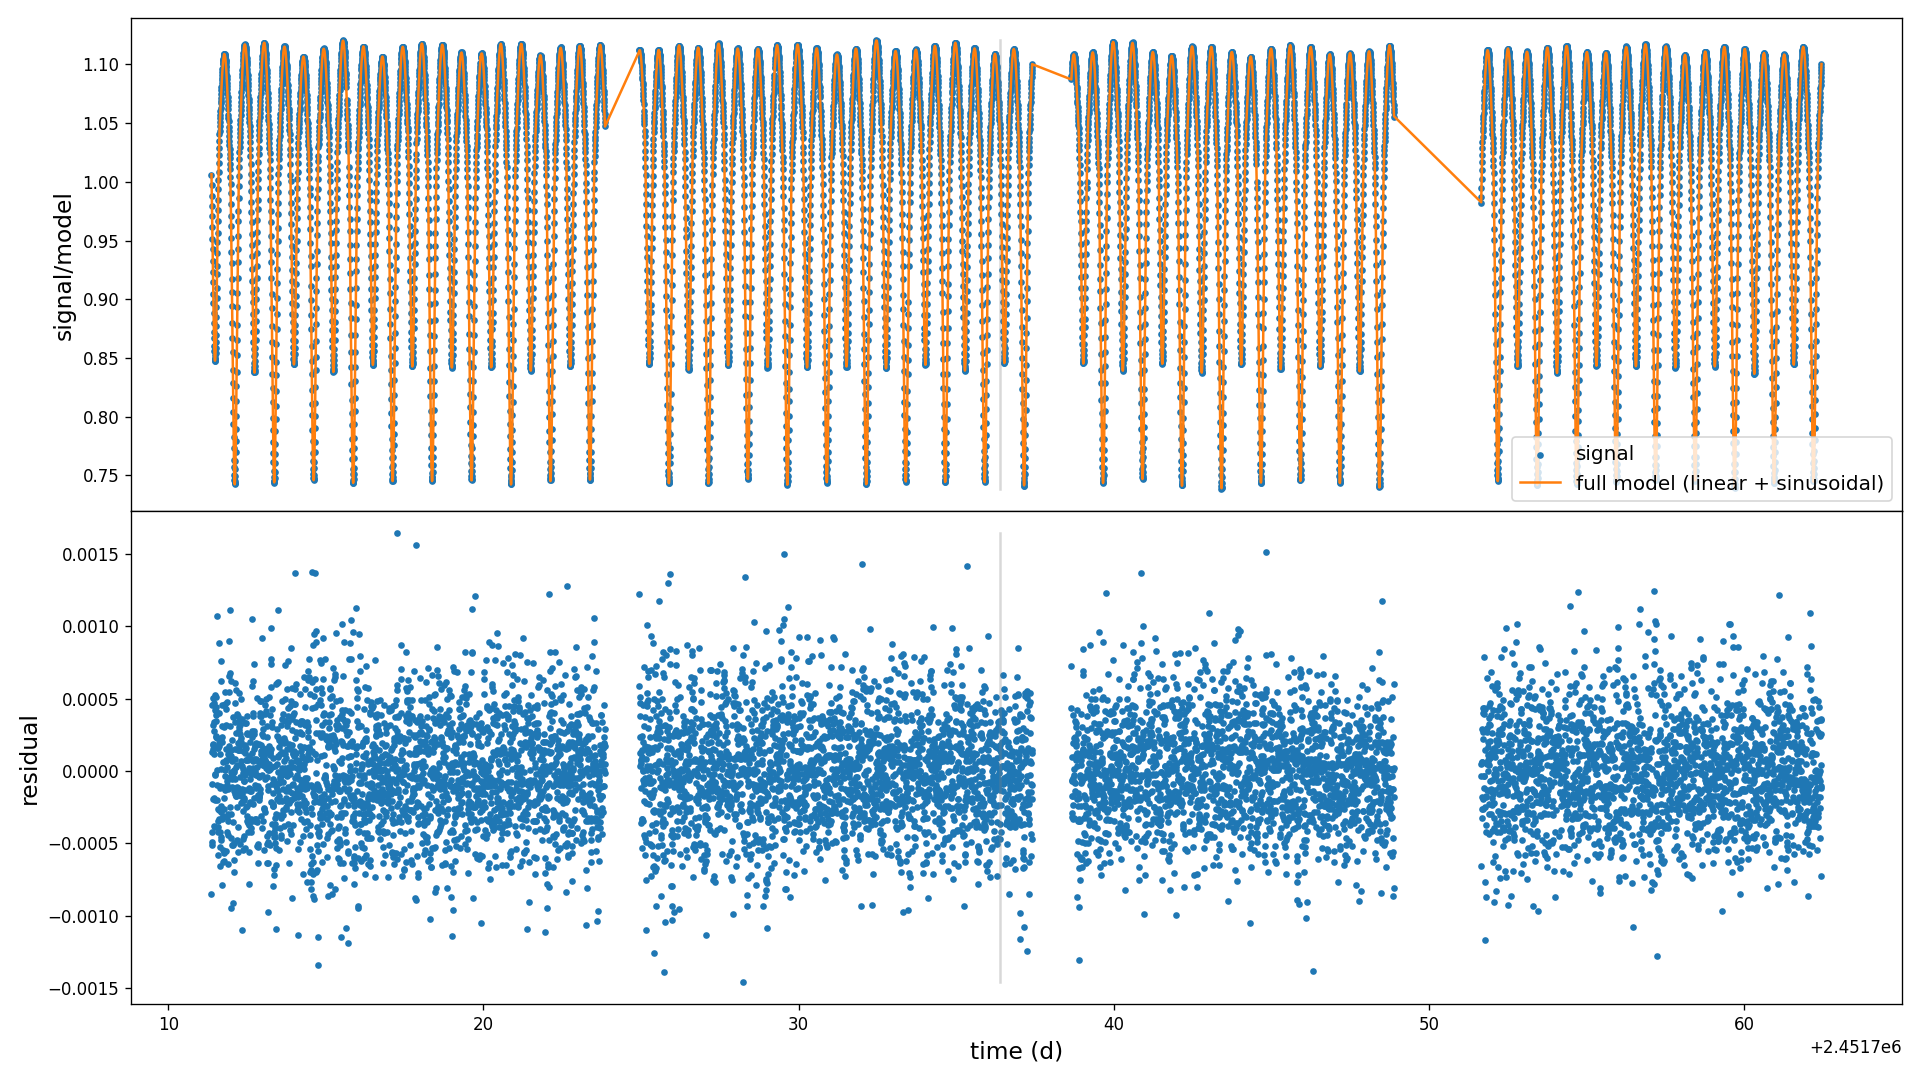 1.10
1.05
1.00
0.95
0.90
0.85
0.80
0.75
signal/model
signal
full model (linear + sinusoidal)
0.0015
0.0010
0.0005
0.0000
−0.0005
−0.0010
−0.0015
residual
10 20 30 40 50 60
time (d)
+2.4517e6